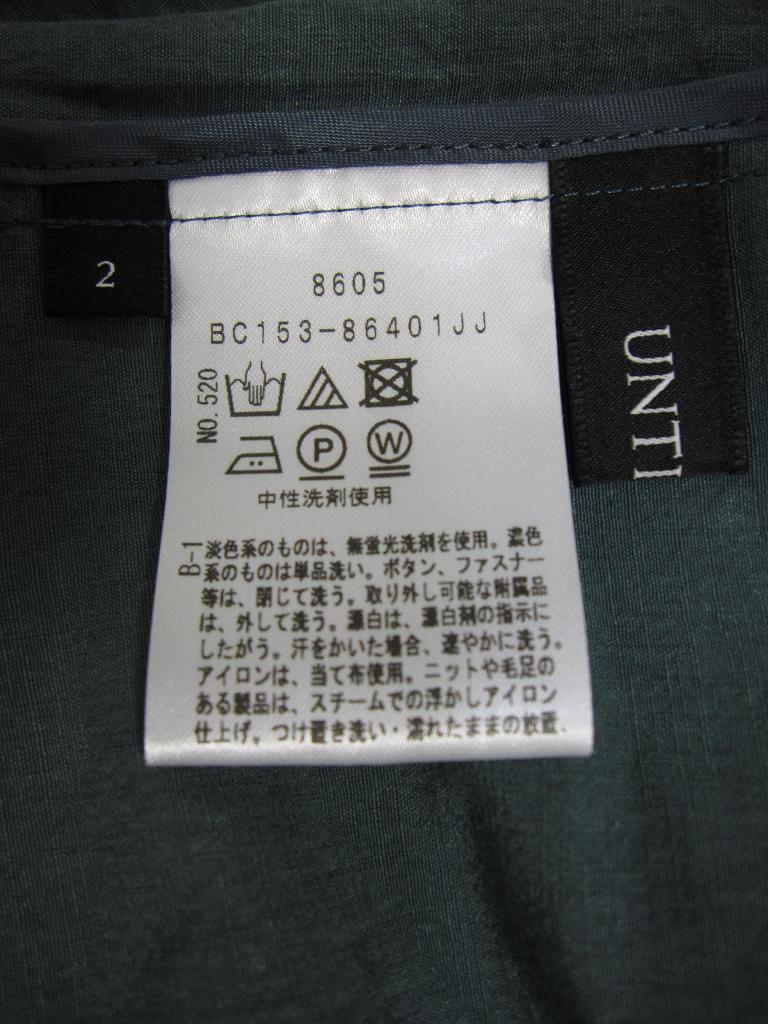 2
8605
BC153-86401JJ
NO. 520
P
W
中性洗剤使用
B-1
淡色系のものは、無蛍光洗剤を使用。濃色
系のものは単品洗い。ボタン、ファスナー
等は、閉じて洗う。取り外し可能な附属品
は、外して洗う。漂白は、漂白剤の指示に
したがう。汗をかいた場合、速やかに洗う。
アイロンは、当て布使用。ニットや毛足の
ある製品は、スチームでの浮かしアイロン
仕上げ。つけ置き洗い・濡れたままの放置、
UNTI